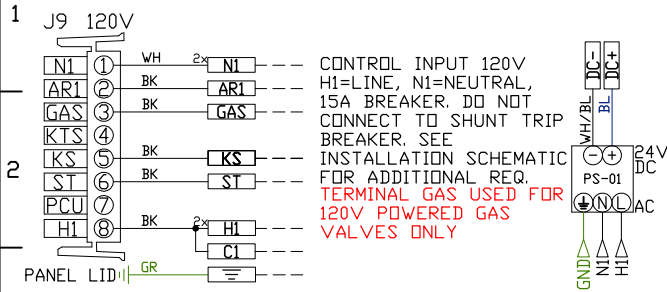 1
J9 120V
N1 1 WH 2x N1
AR1 2 BK AR1
GAS 3 BK GAS
KTS 4
KS 5 BK KS
ST 6 BK ST
PCU 7
H1 8 BK 2x H1
C1
PANEL LID GR
2
CONTROL INPUT 120V
H1=LINE, N1=NEUTRAL,
15A BREAKER. DO NOT
CONNECT TO SHUNT TRIP
BREAKER. SEE
INSTALLATION SCHEMATIC
FOR ADDITIONAL REQ.
TERMINAL GAS USED FOR
120V POWERED GAS
VALVES ONLY
DC-
DC+
WH/BL
BL
- +
24V
DC
PS-01
N L
AC
GND
N1
H1